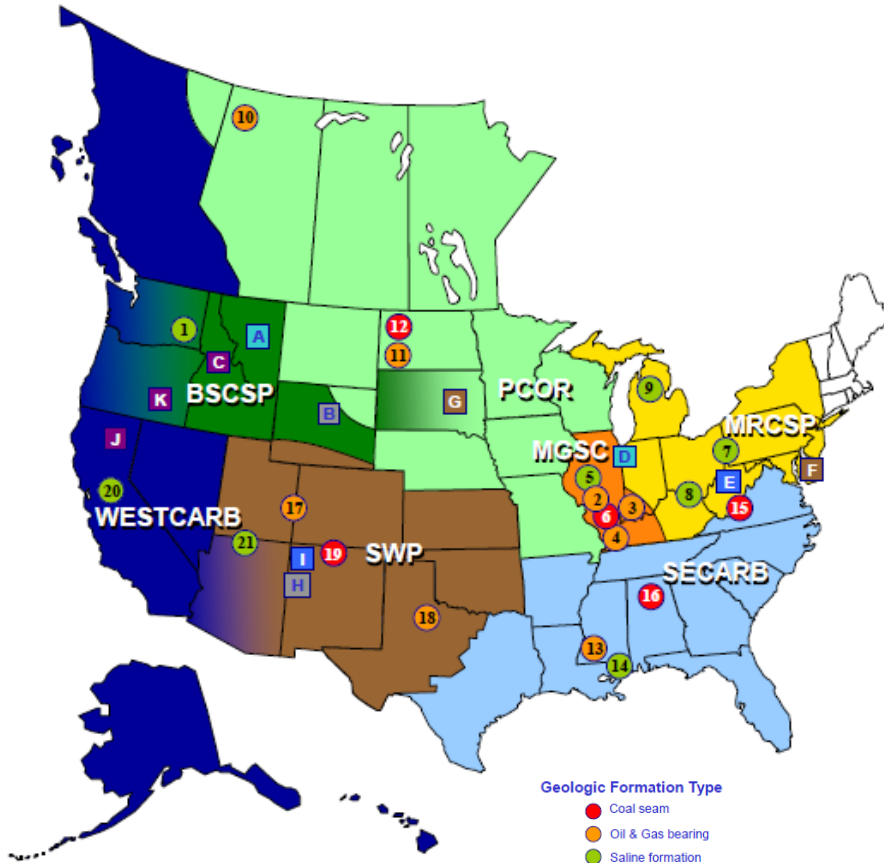 10
12
1
A
11
C
BSCSP
PCOR
9
K
B
G
MRCSP
J
MGSC
D
7
5
E
F
20
2
8
WESTCARB
17
6
3
15
21
4
I
19
SWP
H
SECARB
16
18
13
14
Geologic Formation Type
Coal seam
Oil & Gas bearing
Saline formation